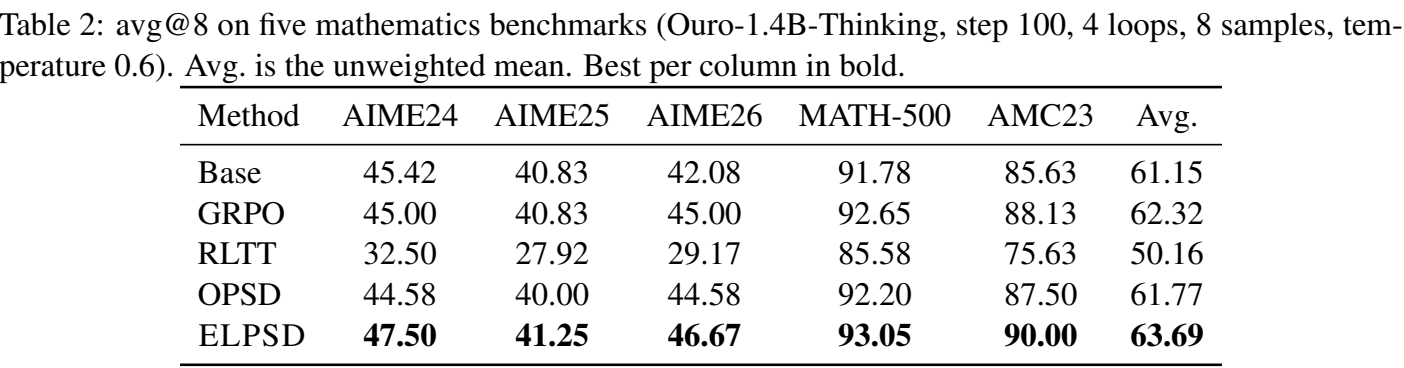 Table 2: avg@8 on five mathematics benchmarks (Ouro-1.4B-Thinking, step 100, 4 loops, 8 samples, tem-
perature 0.6). Avg. is the unweighted mean. Best per column in bold.
Method AIME24 AIME25 AIME26 MATH-500 AMC23 Avg.
Base 45.42 40.83 42.08 91.78 85.63 61.15
GRPO 45.00 40.83 45.00 92.65 88.13 62.32
RLTT 32.50 27.92 29.17 85.58 75.63 50.16
OPSD 44.58 40.00 44.58 92.20 87.50 61.77
ELPSD 47.50 41.25 46.67 93.05 90.00 63.69